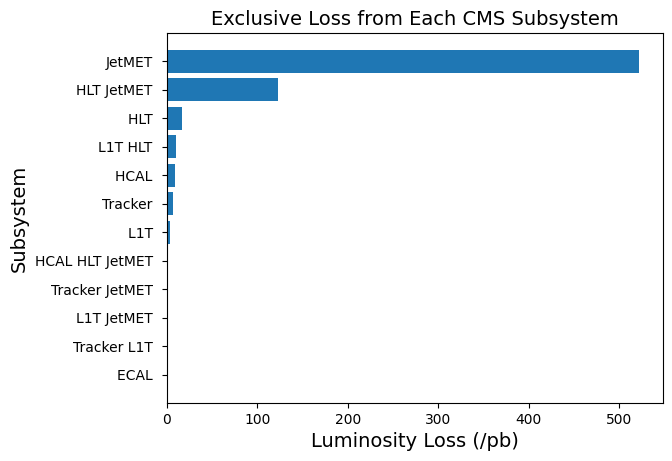 Exclusive Loss from Each CMS Subsystem
JetMET
HLT JetMET
HLT
L1T HLT
HCAL
Tracker
L1T
HCAL HLT JetMET
Tracker JetMET
L1T JetMET
Tracker L1T
ECAL
Subsystem
0 100 200 300 400 500
Luminosity Loss (/pb)